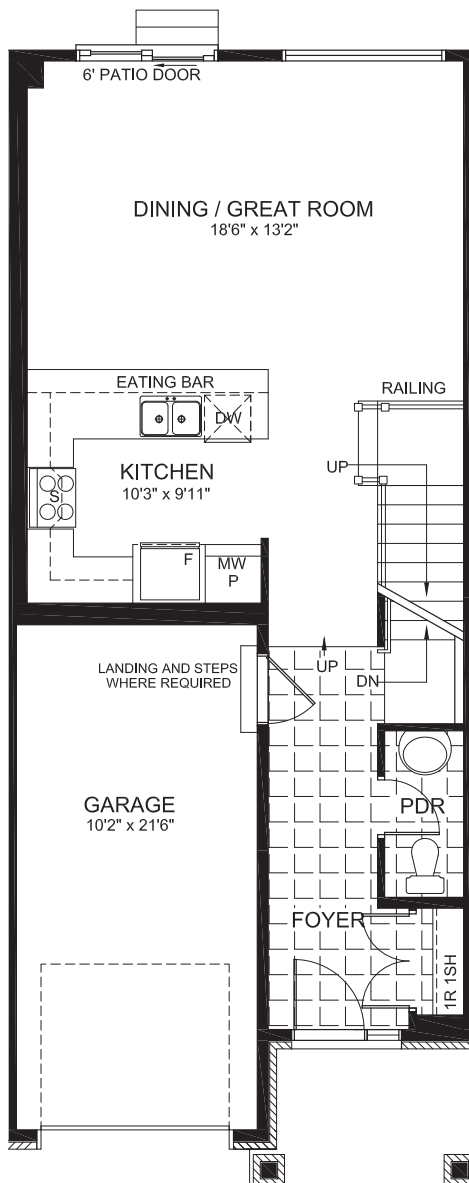 6' PATIO DOOR
DINING / GREAT ROOM
18'6" x 13'2"
EATING BAR
RAILING
DW
KITCHEN
10'3" x 9'11"
UP
S
F
MW
P
LANDING AND STEPS
WHERE REQUIRED
UP
DN
GARAGE
10'2" x 21'6"
PDR
FOYER
1R 1SH